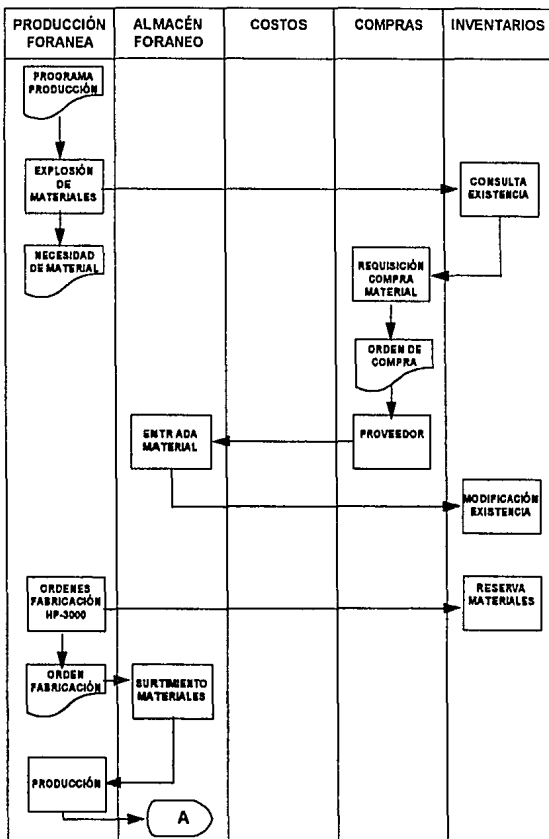 PRODUCCIÓN
FORANEA
ALMACÉN
FORANEO
COSTOS
COMPRAS
INVENTARIOS
PROGRAMA
PRODUCCIÓN
EXPLOSIÓN
DE
MATERIALES
CONSULTA
EXISTENCIA
NECESIDAD
DE MATERIAL
REQUISICIÓN
COMPRA
MATERIAL
ORDEN DE
COMPRA
ENTRADA
MATERIAL
PROVEEDOR
MODIFICACIÓN
EXISTENCIA
ORDENES
FABRICACIÓN
HP-3000
RESERVA
MATERIALES
ORDEN
FABRICACIÓN
SURTIMIENTO
MATERIALES
PRODUCCIÓN
A